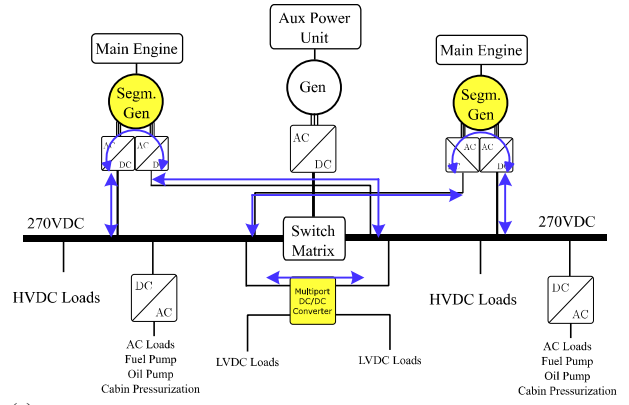 Aux Power
Unit
Main Engine
Main Engine
Segm.
Gen
Gen
Segm.
Gen
AC
DC
AC
DC
AC
DC
AC
AC
270VDC
270VDC
Switch
Matrix
HVDC Loads
DC
AC
Multiport
DC/DC
Converter
HVDC Loads
DC
AC
LVDC Loads
LVDC Loads
AC Loads
Fuel Pump
Oil Pump
Cabin Pressurization
AC Loads
Fuel Pump
Oil Pump
Cabin Pressurization